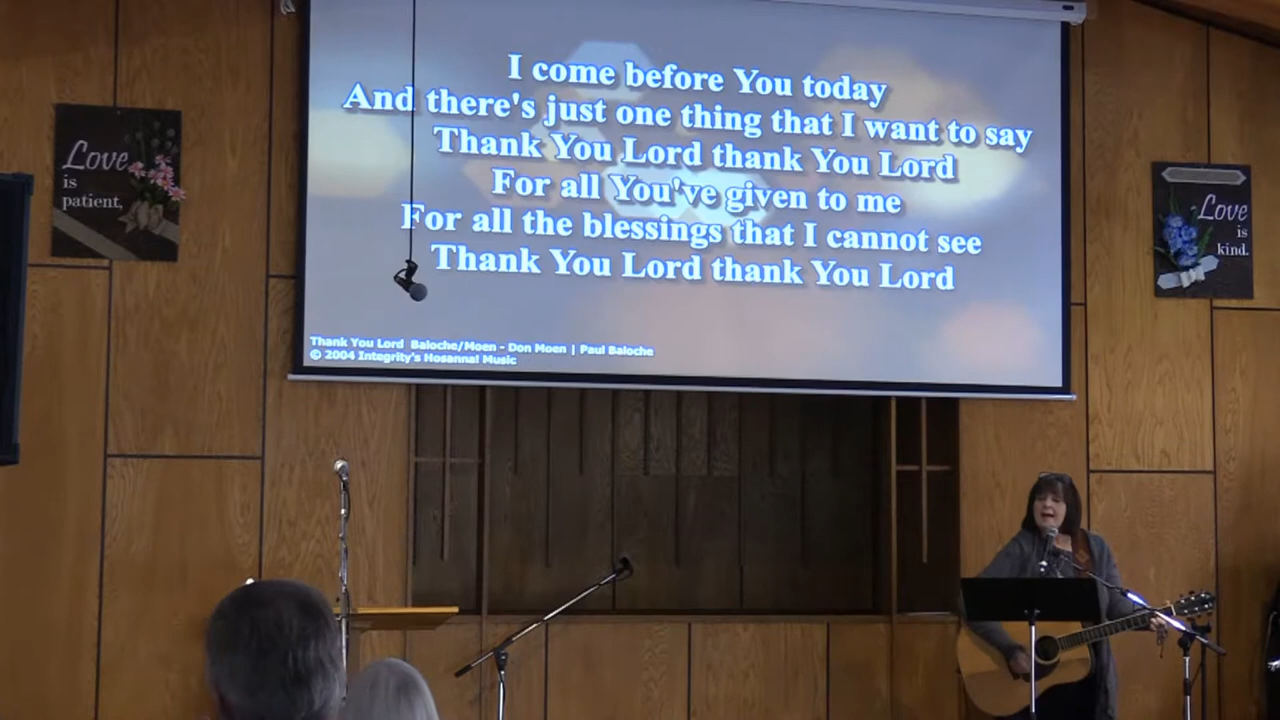 I come before You today
And there's just one thing that I want to say
Thank You Lord thank You Lord
For all You've given to me
For all the blessings that I cannot see
Thank You Lord thank You Lord
Thank You Lord Baloche/Moen - Don Moen | Paul Baloche
© 2004 Integrity's Hosanna! Music
Love
is
patient,
Love
is
kind.